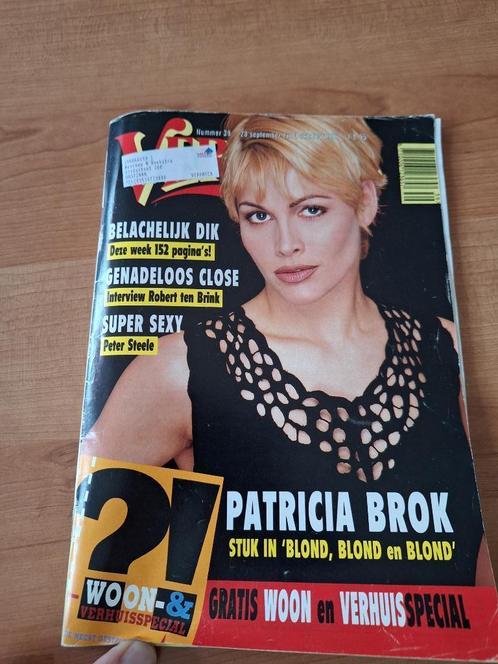 Nummer 39 28 september
BELACHELIJK DIK
Deze week 152 pagina's!
GENADELOOS CLOSE
Interview Robert ten Brink
SUPER SEXY
Peter Steele
?!
WOON-&
VERHUISSPECIAL
PATRICIA BROK
STUK IN 'BLOND, BLOND en BLOND'
GRATIS WOON en VERHUISSPECIAL